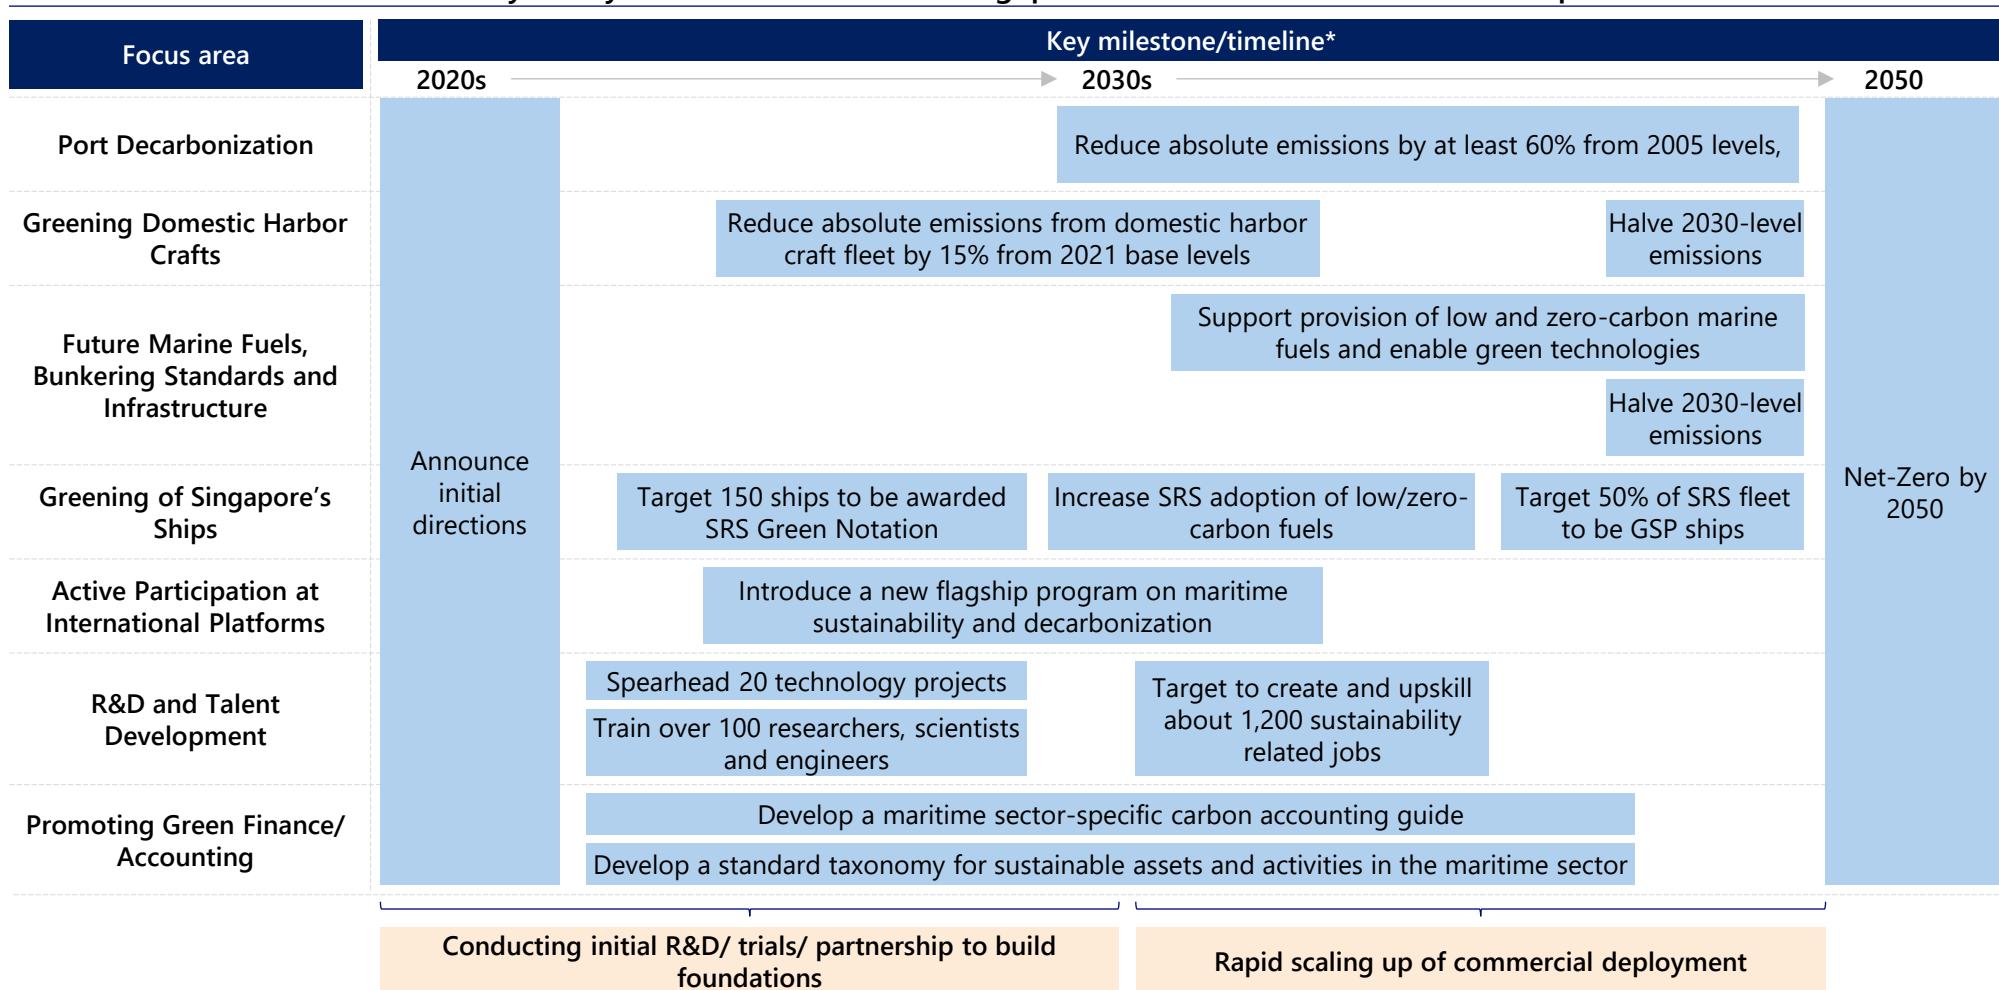 Focus area
Key milestone/timeline*
2020s
2030s
2050
Port Decarbonization
Reduce absolute emissions by at least 60% from 2005 levels,
Greening Domestic Harbor
Crafts
Reduce absolute emissions from domestic harbor
craft fleet by 15% from 2021 base levels
Halve 2030-level
emissions
Future Marine Fuels,
Bunkering Standards and
Infrastructure
Support provision of low and zero-carbon marine
fuels and enable green technologies
Halve 2030-level
emissions
Announce
initial
directions
Net-Zero by
2050
Greening of Singapore’s
Ships
Target 150 ships to be awarded
SRS Green Notation
Increase SRS adoption of low/zero-
carbon fuels
Target 50% of SRS fleet
to be GSP ships
Active Participation at
International Platforms
Introduce a new flagship program on maritime
sustainability and decarbonization
R&D and Talent
Development
Spearhead 20 technology projects
Train over 100 researchers, scientists
and engineers
Target to create and upskill
about 1,200 sustainability
related jobs
Promoting Green Finance/
Accounting
Develop a maritime sector-specific carbon accounting guide
Develop a standard taxonomy for sustainable assets and activities in the maritime sector
Conducting initial R&D/ trials/ partnership to build
foundations
Rapid scaling up of commercial deployment